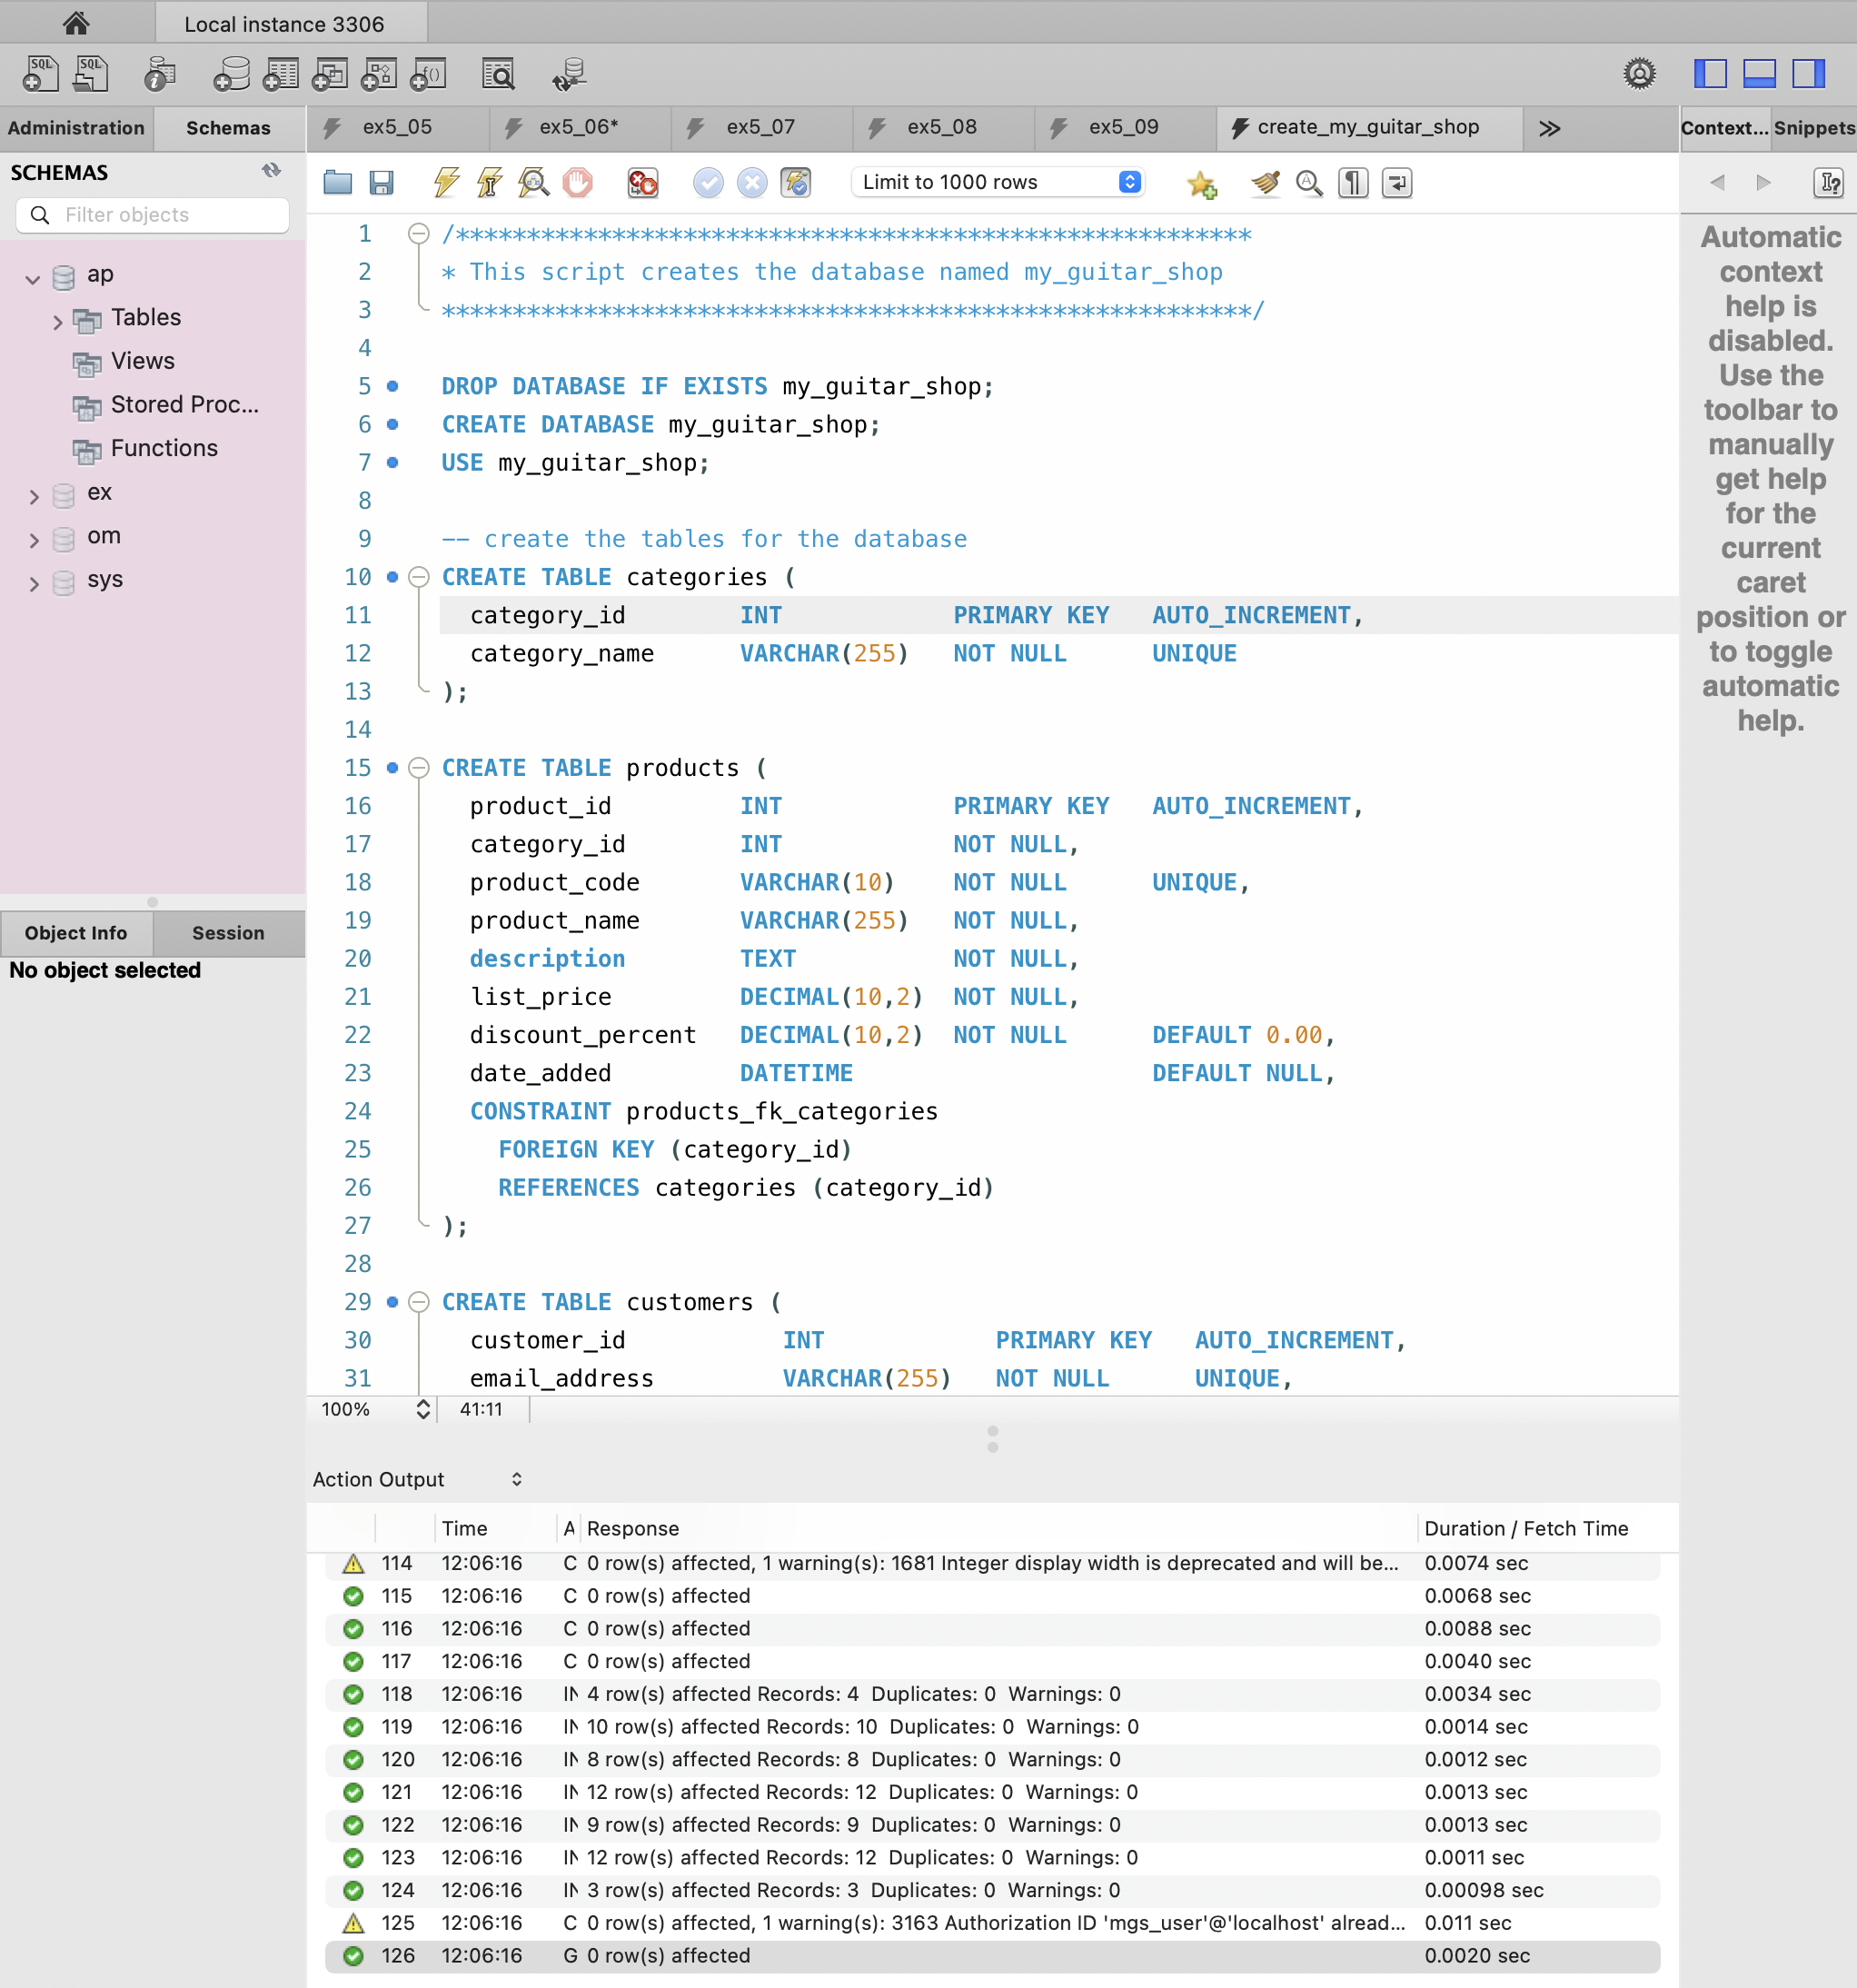 Local instance 3306
SQL SQL
Administration Schemas
ex5_05 ex5_06* ex5_07 ex5_08 ex5_09 create_my_guitar_shop
Context... Snippets
SCHEMAS
Filter objects
Limit to 1000 rows
ap
Tables
Views
Stored Proc...
Functions
ex
om
sys
Object Info Session
No object selected
1 /********************************************************
2 * This script creates the database named my_guitar_shop
3 *********************************************************/
4
5 DROP DATABASE IF EXISTS my_guitar_shop;
6 CREATE DATABASE my_guitar_shop;
7 USE my_guitar_shop;
8
9 -- create the tables for the database
10 CREATE TABLE categories (
11 category_id INT PRIMARY KEY AUTO_INCREMENT,
12 category_name VARCHAR(255) NOT NULL UNIQUE
13 );
14
15 CREATE TABLE products (
16 product_id INT PRIMARY KEY AUTO_INCREMENT,
17 category_id INT NOT NULL,
18 product_code VARCHAR(10) NOT NULL UNIQUE,
19 product_name VARCHAR(255) NOT NULL,
20 description TEXT NOT NULL,
21 list_price DECIMAL(10,2) NOT NULL,
22 discount_percent DECIMAL(10,2) NOT NULL DEFAULT 0.00,
23 date_added DATETIME DEFAULT NULL,
24 CONSTRAINT products_fk_categories
25 FOREIGN KEY (category_id)
26 REFERENCES categories (category_id)
27 );
28
29 CREATE TABLE customers (
30 customer_id INT PRIMARY KEY AUTO_INCREMENT,
31 email_address VARCHAR(255) NOT NULL UNIQUE,
Automatic
context
help is
disabled.
Use the
toolbar to
manually
get help
for the
current
caret
position or
to toggle
automatic
help.
100% 41:11
Action Output
Time A Response Duration / Fetch Time
114 12:06:16 C 0 row(s) affected, 1 warning(s): 1681 Integer display width is deprecated and will be... 0.0074 sec
115 12:06:16 C 0 row(s) affected 0.0068 sec
116 12:06:16 C 0 row(s) affected 0.0088 sec
117 12:06:16 C 0 row(s) affected 0.0040 sec
118 12:06:16 IN 4 row(s) affected Records: 4 Duplicates: 0 Warnings: 0 0.0034 sec
119 12:06:16 IN 10 row(s) affected Records: 10 Duplicates: 0 Warnings: 0 0.0014 sec
120 12:06:16 IN 8 row(s) affected Records: 8 Duplicates: 0 Warnings: 0 0.0012 sec
121 12:06:16 IN 12 row(s) affected Records: 12 Duplicates: 0 Warnings: 0 0.0013 sec
122 12:06:16 IN 9 row(s) affected Records: 9 Duplicates: 0 Warnings: 0 0.0013 sec
123 12:06:16 IN 12 row(s) affected Records: 12 Duplicates: 0 Warnings: 0 0.0011 sec
124 12:06:16 IN 3 row(s) affected Records: 3 Duplicates: 0 Warnings: 0 0.00098 sec
125 12:06:16 C 0 row(s) affected, 1 warning(s): 3163 Authorization ID 'mgs_user'@'localhost' alread... 0.011 sec
126 12:06:16 G 0 row(s) affected 0.0020 sec